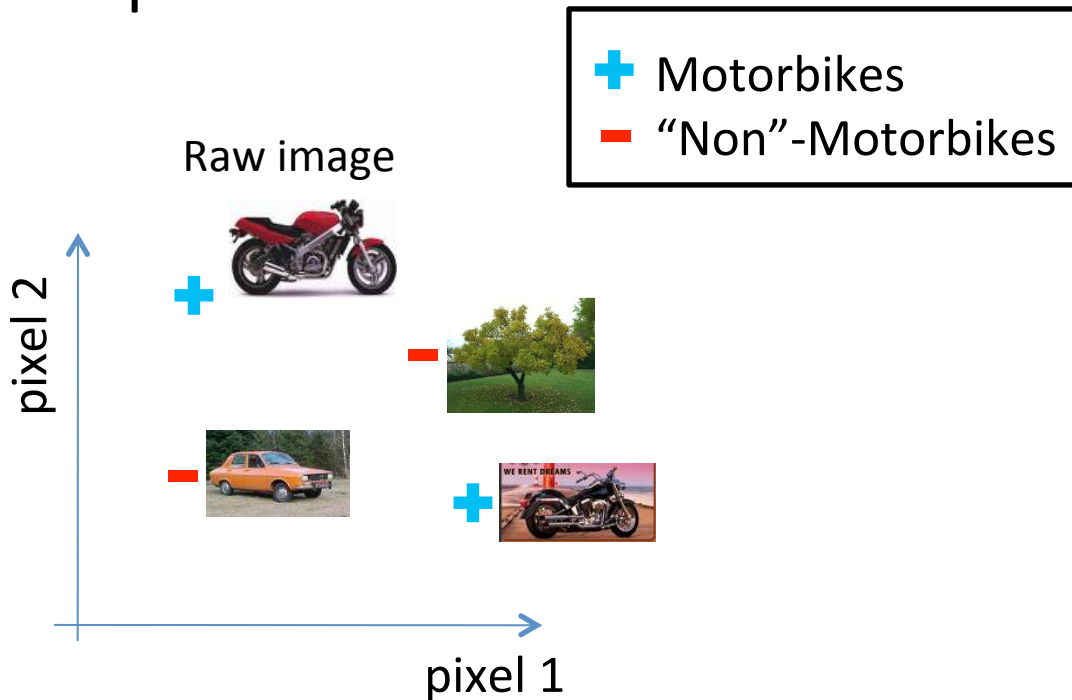 Motorbikes
“Non”-Motorbikes
Raw image
pixel 2
WE RENT DREAMS
pixel 1